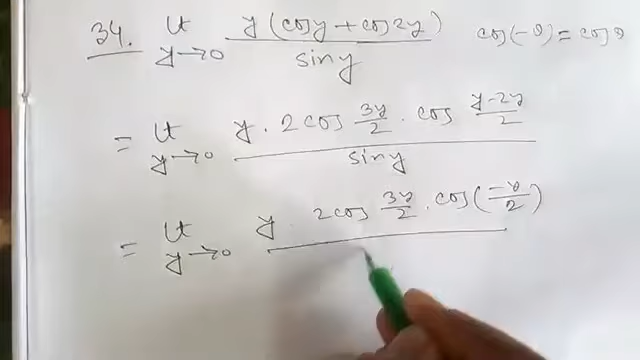 34. lt y→0 y(cosy + cos2y) / siny cos(-θ) = cosθ
= lt y→0 y · 2cos 3y/2 · cos y-2y/2 / siny
= lt y→0 y · 2cos 3y/2 · cos(-y/2)